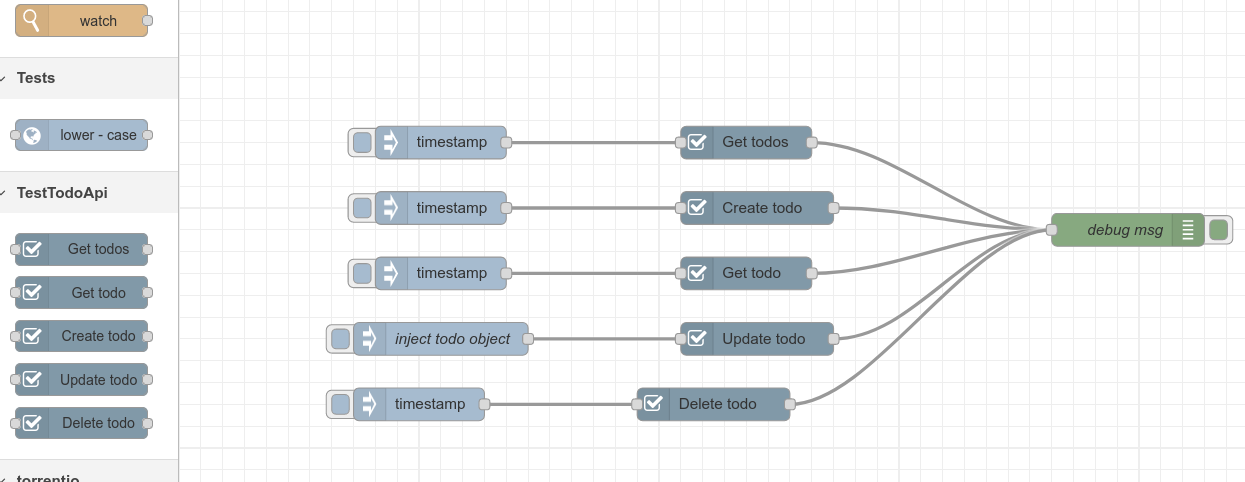 watch
Tests
lower - case
TestTodoApi
Get todos
Get todo
Create todo
Update todo
Delete todo
torrentio
timestamp
Get todos
timestamp
Create todo
debug msg
timestamp
Get todo
inject todo object
Update todo
timestamp
Delete todo